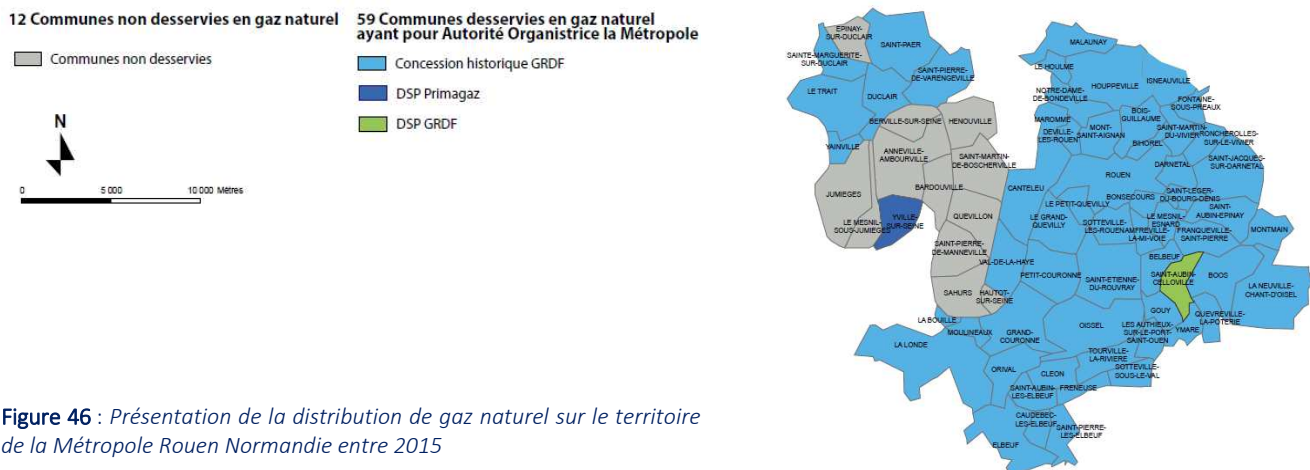 12 Communes non desservies en gaz naturel
Communes non desservies
59 Communes desservies en gaz naturel
ayant pour Autorité Organistrice la Métropole
Concession historique GRDF
DSP Primagaz
DSP GRDF
N
0 5 000 10 000 Mètres
EPINAY-
SUR-DUCLAIR
SAINT-PAER
SAINTE-MARGUERITE-
SUR-DUCLAIR
SAINT-PIERRE-
DE-VARENGEVILLE
LE TRAIT
DUCLAIR
BERVILLE-SUR-SEINE
HENOUVILLE
YAINVILLE
ANNEVILLE-
AMBOURVILLE
SAINT-MARTIN-
DE-BOSCHERVILLE
JUMIEGES
BARDOUVILLE
LE MESNIL-
SOUS-JUMIEGES
YVILLE-
SUR-SEINE
QUEVILLON
SAINT-PIERRE-
DE-MANNEVILLE
SAHURS
HAUTOT-
SUR-SEINE
VAL-DE-LA-HAYE
CANTELEU
MALAUNAY
LE HOULME
HOUPPEVILLE
ISNEAUVILLE
NOTRE-DAME-
DE-BONDEVILLE
FONTAINE-
SOUS-PREAUX
MAROMME
BOIS-
GUILLAUME
DEVILLE-
LES-ROUEN
MONT-
SAINT-AIGNAN
SAINT-MARTIN-
DU-VIVIER
RONCHEROLLES-
SUR-LE-VIVIER
BIHOREL
DARNETAL
SAINT-JACQUES-
SUR-DARNETAL
ROUEN
SAINT-LEGER-
DU-BOURG-DENIS
BONSECOURS
LE PETIT-QUEVILLY
SAINT-
AUBIN-EPINAY
LE GRAND-
QUEVILLY
SOTTEVILLE-
LES-ROUEN
AMFREVILLE-
LA-MI-VOIE
LE MESNIL-
ESNARD
FRANQUEVILLE-
SAINT-PIERRE
MONTMAIN
BELBEUF
PETIT-COURONNE
SAINT-ETIENNE-
DU-ROUVRAY
SAINT-AUBIN-
CELLOVILLE
BOOS
LA NEUVILLE-
CHANT-D'OISEL
GOUY
QUEVREVILLE-
LA-POTERIE
LA BOUILLE
MOULINEAUX
GRAND-
COURONNE
OISSEL
LES AUTHIEUX-
SUR-LE-PORT-
SAINT-OUEN
YMARE
LA LONDE
TOURVILLE-
LA-RIVIERE
ORIVAL
CLEON
SOTTEVILLE-
SOUS-LE-VAL
SAINT-AUBIN-
LES-ELBEUF
FRENEUSE
CAUDEBEC-
LES-ELBEUF
SAINT-PIERRE-
LES-ELBEUF
ELBEUF
Figure 46 : Présentation de la distribution de gaz naturel sur le territoire
de la Métropole Rouen Normandie entre 2015